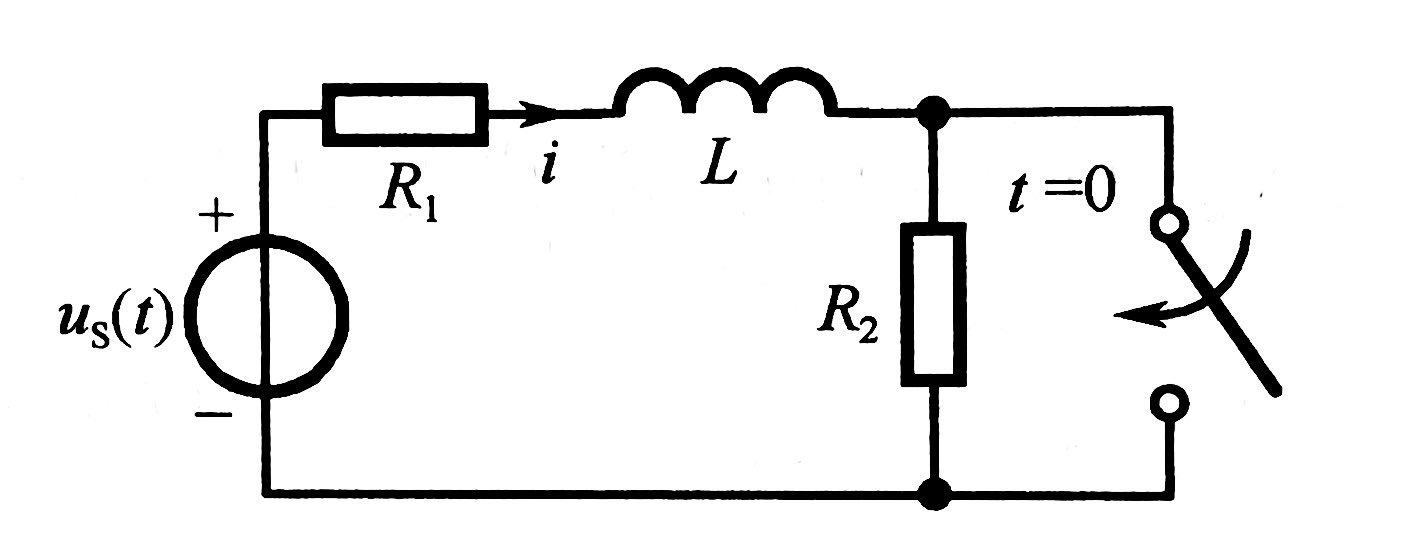 R₁
i
L
t =0
+
uₛ(t)
R₂
−